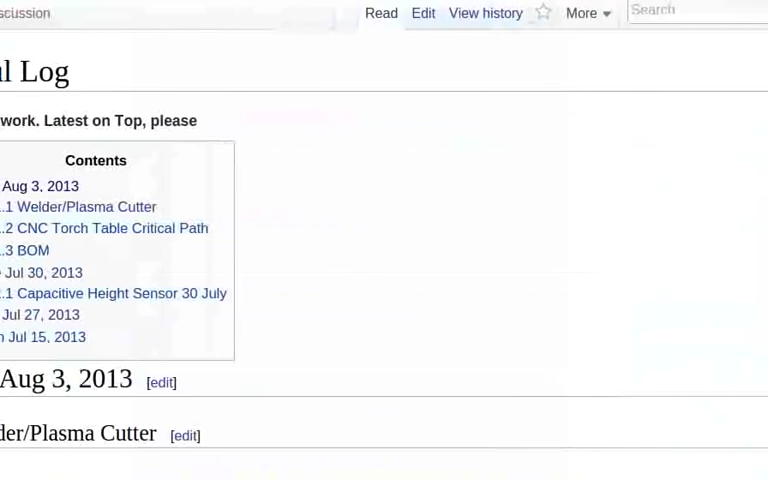 Read Edit View history More Search
Log
work. Latest on Top, please
Contents
Aug 3, 2013
.1 Welder/Plasma Cutter
.2 CNC Torch Table Critical Path
.3 BOM
Jul 30, 2013
.1 Capacitive Height Sensor 30 July
Jul 27, 2013
Jul 15, 2013
Aug 3, 2013 [edit]
der/Plasma Cutter [edit]